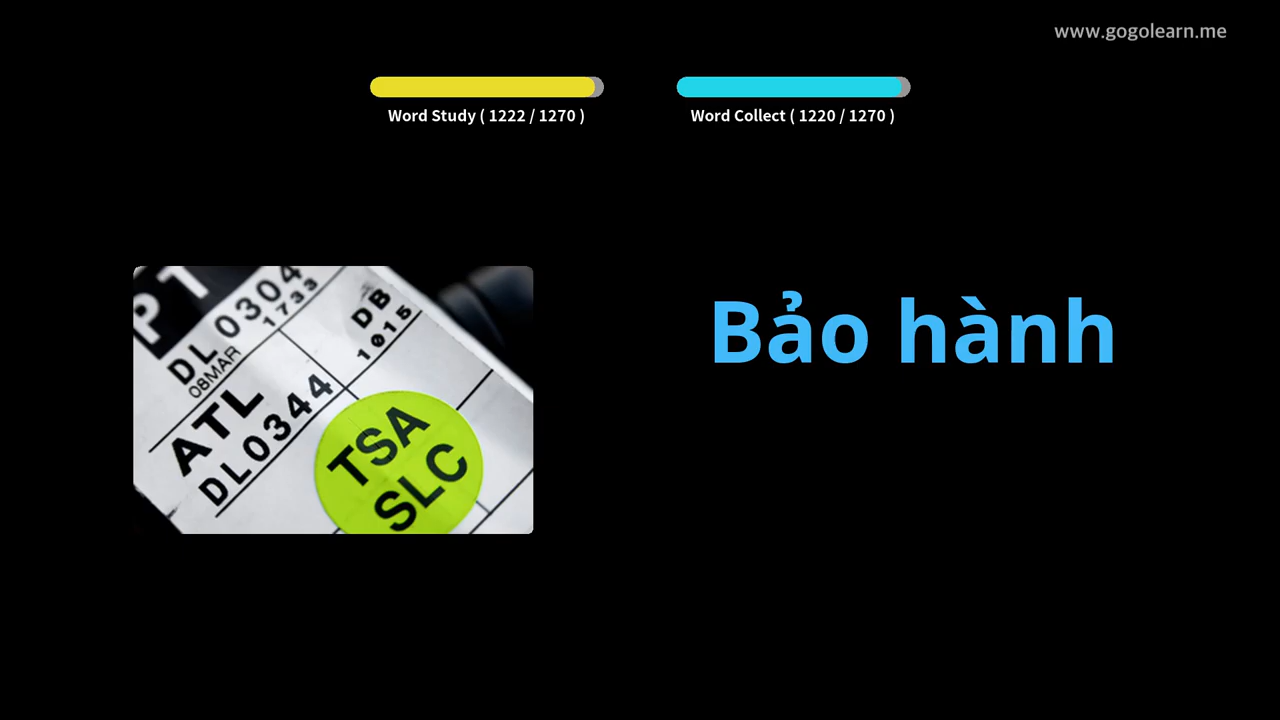 www.gogolearn.me
Word Study ( 1222 / 1270 )
Word Collect ( 1220 / 1270 )
Bảo hành
P1
DL0304
1733
08MAR
DB
1015
ATL
DL0344
TSA
SLC